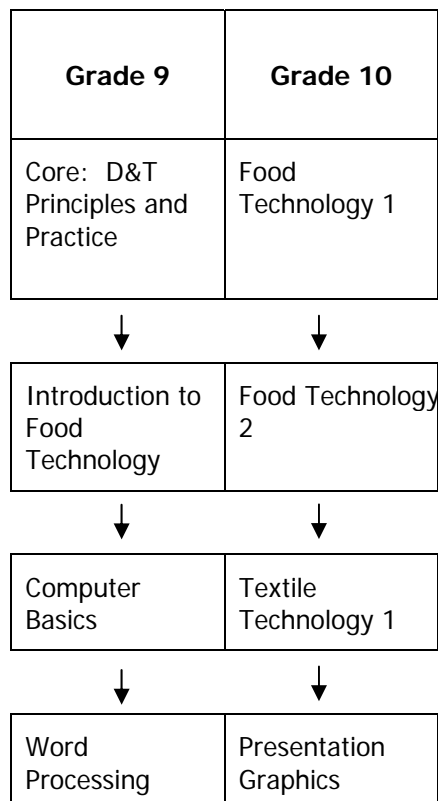 Grade 9
Grade 10
Core: D&T
Principles and
Practice
Food
Technology 1
Introduction to
Food
Technology
Food Technology
2
Computer
Basics
Textile
Technology 1
Word
Processing
Presentation
Graphics